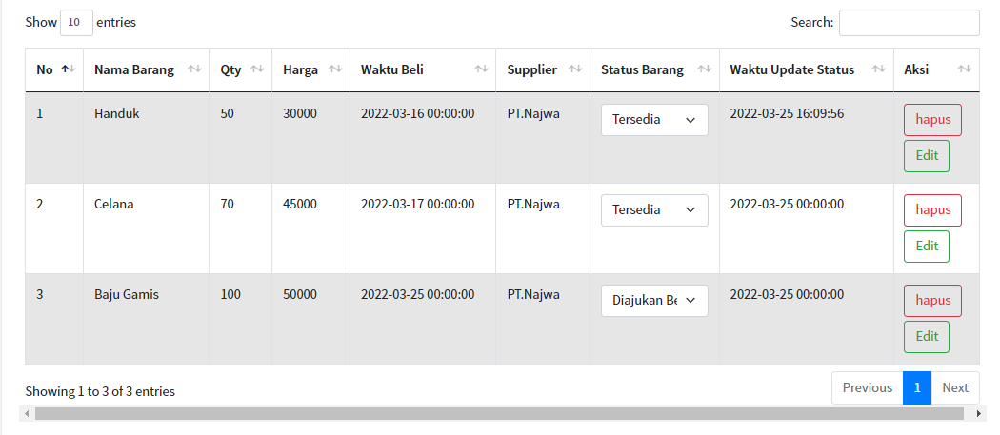 Show 10 entries Search:
No Nama Barang Qty Harga Waktu Beli Supplier Status Barang Waktu Update Status Aksi
1 Handuk 50 30000 2022-03-16 00:00:00 PT.Najwa Tersedia 2022-03-25 16:09:56 hapus
Edit
2 Celana 70 45000 2022-03-17 00:00:00 PT.Najwa Tersedia 2022-03-25 00:00:00 hapus
Edit
3 Baju Gamis 100 50000 2022-03-25 00:00:00 PT.Najwa Diajukan Be 2022-03-25 00:00:00 hapus
Edit
Showing 1 to 3 of 3 entries Previous 1 Next